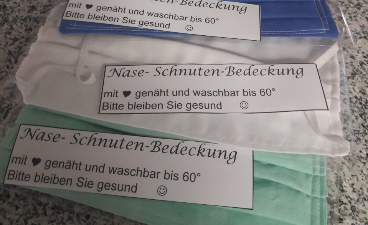 Schnuten-Bedeckung
mit ♥ genäht und waschbar bis 60°
Bitte bleiben Sie gesund ☺
Nase- Schnuten-Bedeckung
mit ♥ genäht und waschbar bis 60°
Bitte bleiben Sie gesund ☺
Nase- Schnuten-Bedeckung
mit ♥ genäht und waschbar bis 60°
Bitte bleiben Sie gesund ☺